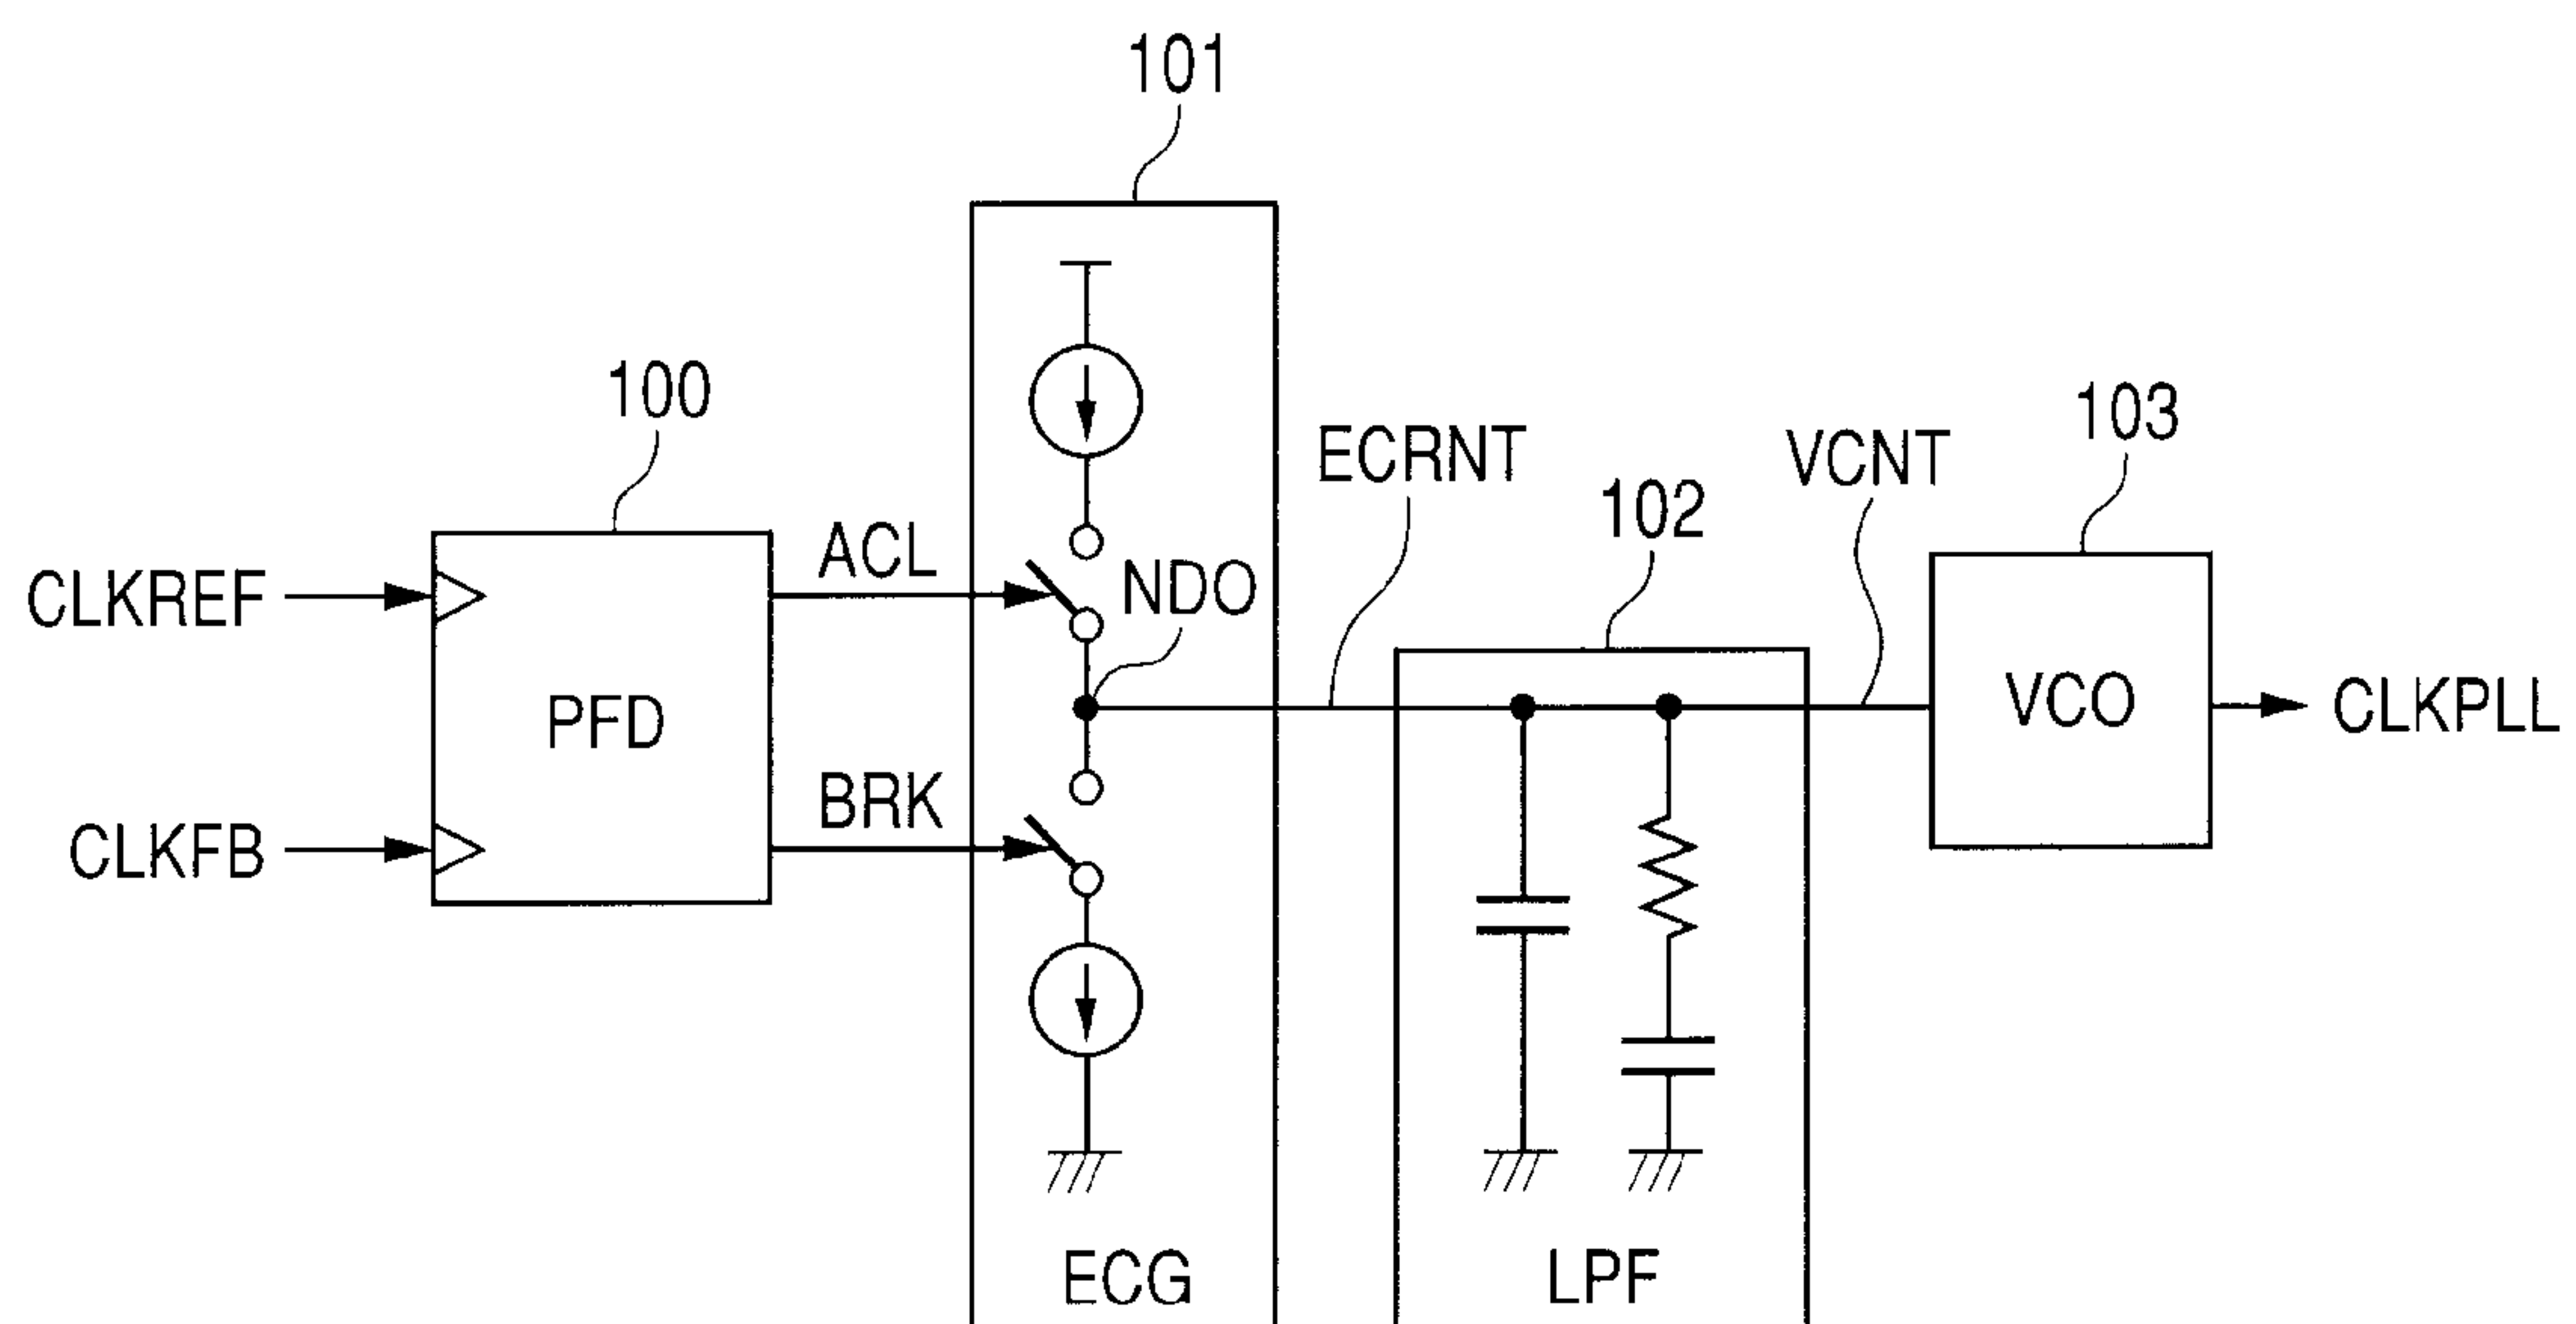 101
100
103
ECRNT
VCNT
102
ACL
NDO
CLKREF
PFD
VCO
CLKPLL
BRK
CLKFB
ECG
LPF